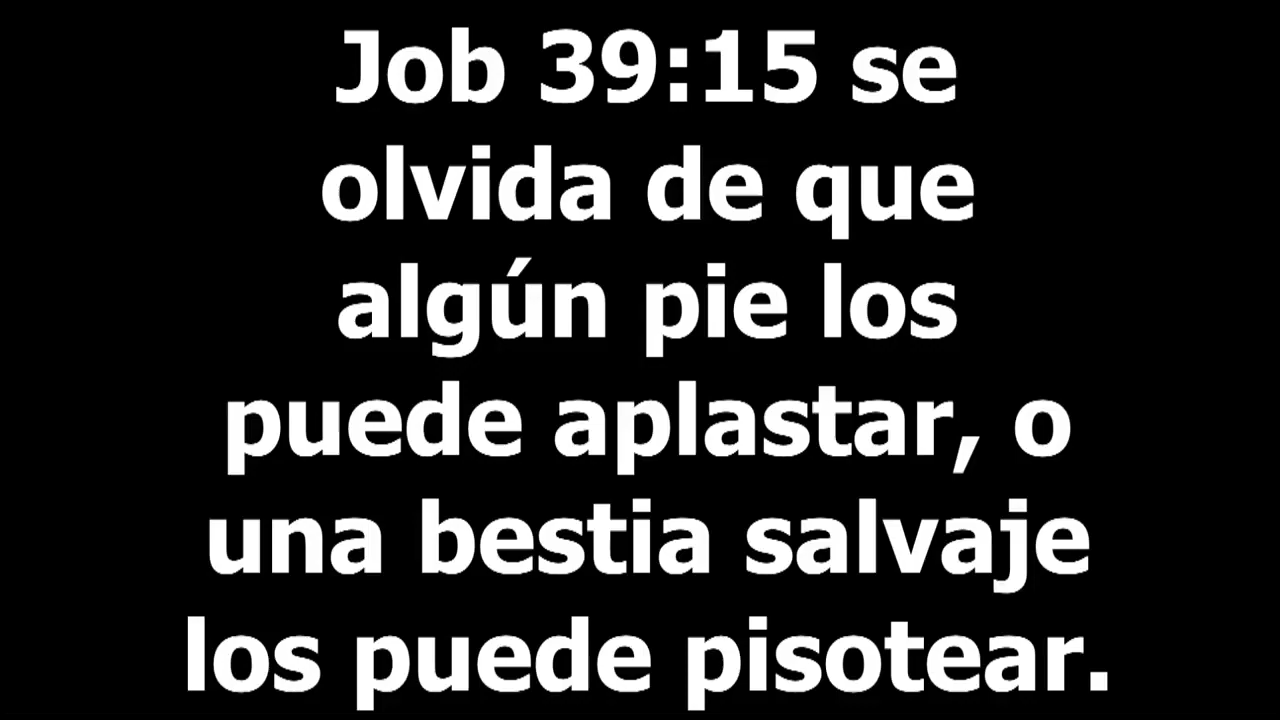 Job 39:15 se
olvida de que
algún pie los
puede aplastar, o
una bestia salvaje
los puede pisotear.